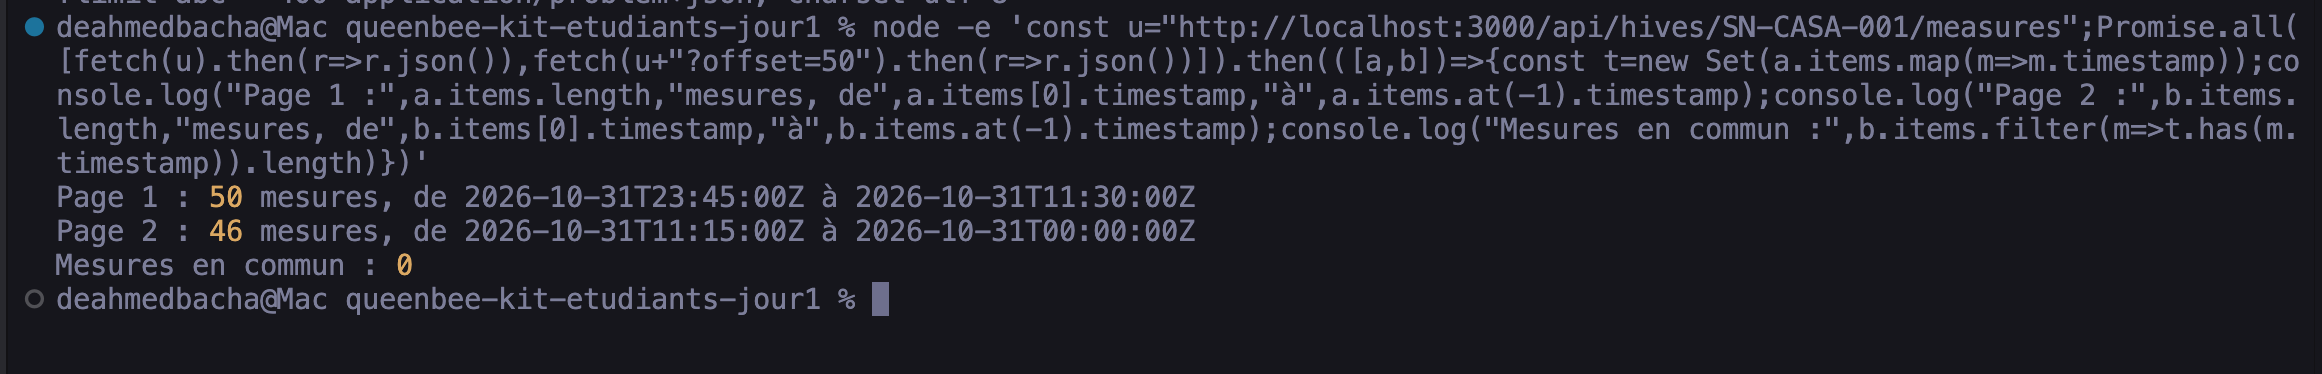 deahmedbacha@Mac queenbee-kit-etudiants-jour1 % node -e 'const u="http://localhost:3000/api/hives/SN-CASA-001/measures";Promise.all(
[fetch(u).then(r=>r.json()),fetch(u+"?offset=50").then(r=>r.json())]).then(([a,b])=>{const t=new Set(a.items.map(m=>m.timestamp));co
nsole.log("Page 1 :",a.items.length,"mesures, de",a.items[0].timestamp,"à",a.items.at(-1).timestamp);console.log("Page 2 :",b.items.
length,"mesures, de",b.items[0].timestamp,"à",b.items.at(-1).timestamp);console.log("Mesures en commun :",b.items.filter(m=>t.has(m.
timestamp)).length)})'
Page 1 : 50 mesures, de 2026-10-31T23:45:00Z à 2026-10-31T11:30:00Z
Page 2 : 46 mesures, de 2026-10-31T11:15:00Z à 2026-10-31T00:00:00Z
Mesures en commun : 0
deahmedbacha@Mac queenbee-kit-etudiants-jour1 %